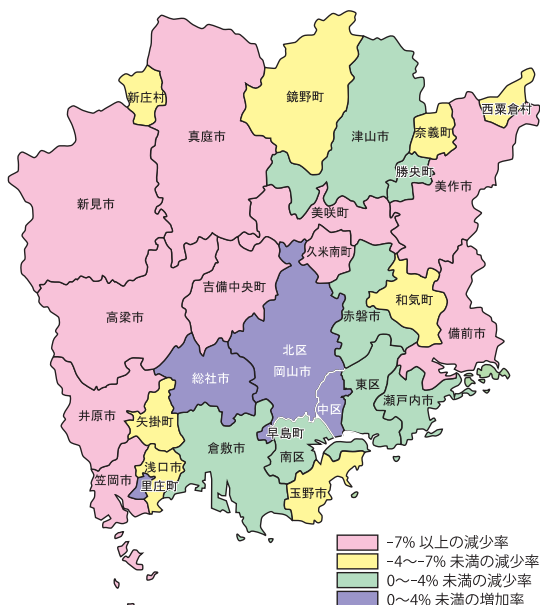 新庄村
鏡野町
西粟倉村
真庭市
津山市
奈義町
勝央町
美作市
新見市
美咲町
久米南町
吉備中央町
和気町
高梁市
赤磐市
備前市
北区
岡山市
総社市
東区
中区
瀬戸内市
井原市
矢掛町
早島町
倉敷市
南区
浅口市
笠岡市
里庄町
玉野市
-7% 以上の減少率
-4〜-7% 未満の減少率
0〜-4% 未満の減少率
0〜4% 未満の増加率